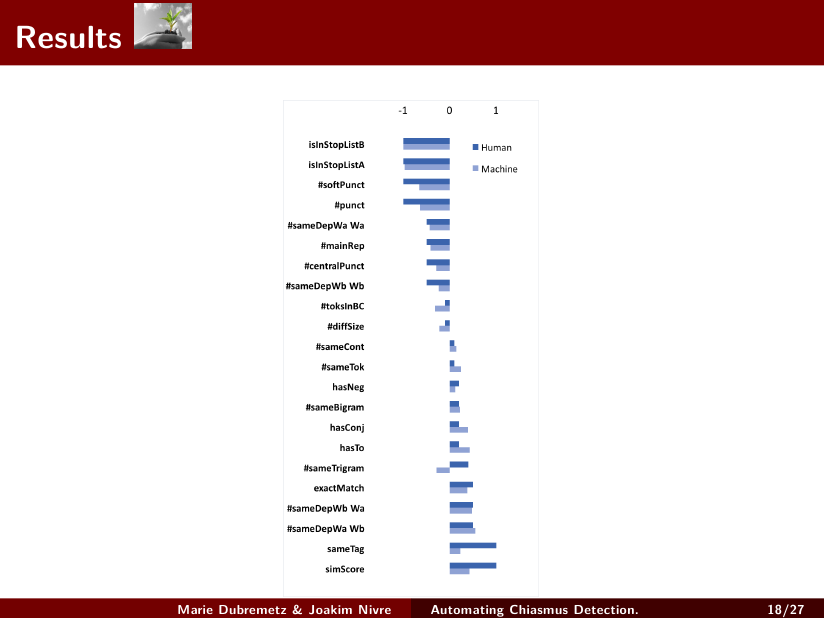 Results
-1 0 1
isInStopListB
Human
isInStopListA
Machine
#softPunct
#punct
#sameDepWa Wa
#mainRep
#centralPunct
#sameDepWb Wb
#toksInBC
#diffSize
#sameCont
#sameTok
hasNeg
#sameBigram
hasConj
hasTo
#sameTrigram
exactMatch
#sameDepWb Wa
#sameDepWa Wb
sameTag
simScore
Marie Dubremetz & Joakim Nivre Automating Chiasmus Detection. 18/27